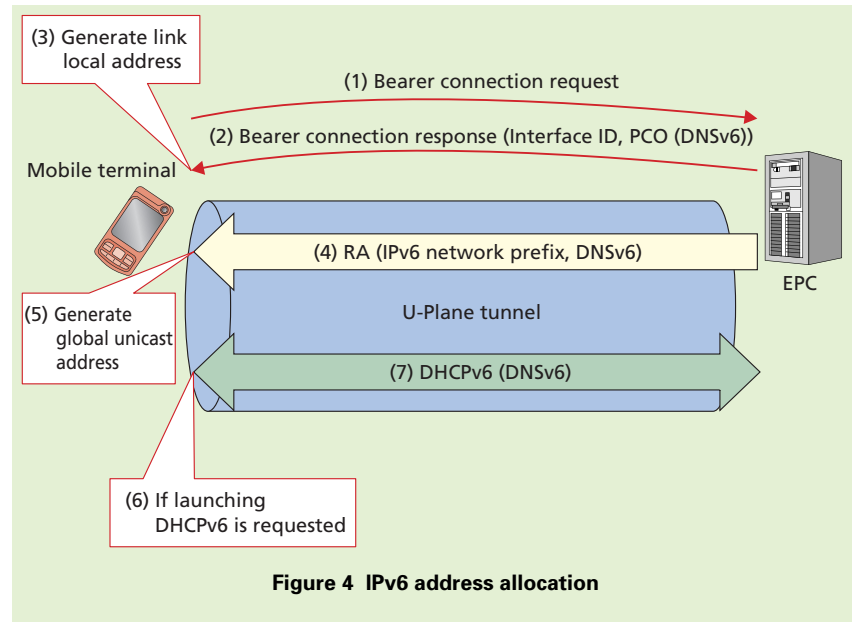 (3) Generate link
local address
(1) Bearer connection request
(2) Bearer connection response (Interface ID, PCO (DNSv6))
Mobile terminal
(4) RA (IPv6 network prefix, DNSv6)
EPC
(5) Generate
global unicast
address
U-Plane tunnel
(7) DHCPv6 (DNSv6)
(6) If launching
DHCPv6 is requested
Figure 4 IPv6 address allocation